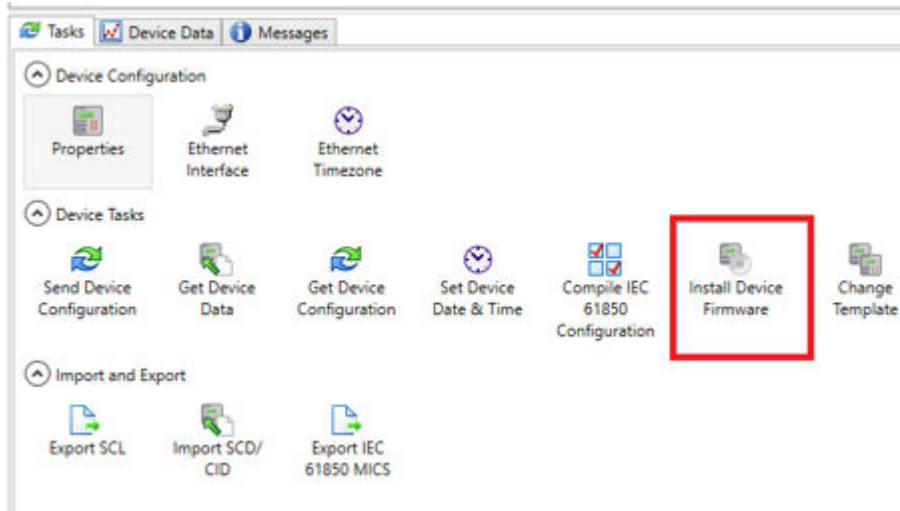 Tasks
Device Data
Messages
Device Configuration
Properties
Ethernet
Interface
Ethernet
Timezone
Device Tasks
Send Device
Configuration
Get Device
Data
Get Device
Configuration
Set Device
Date & Time
Compile IEC
61850
Configuration
Install Device
Firmware
Change
Template
Import and Export
Export SCL
Import SCD/
CID
Export IEC
61850 MICS